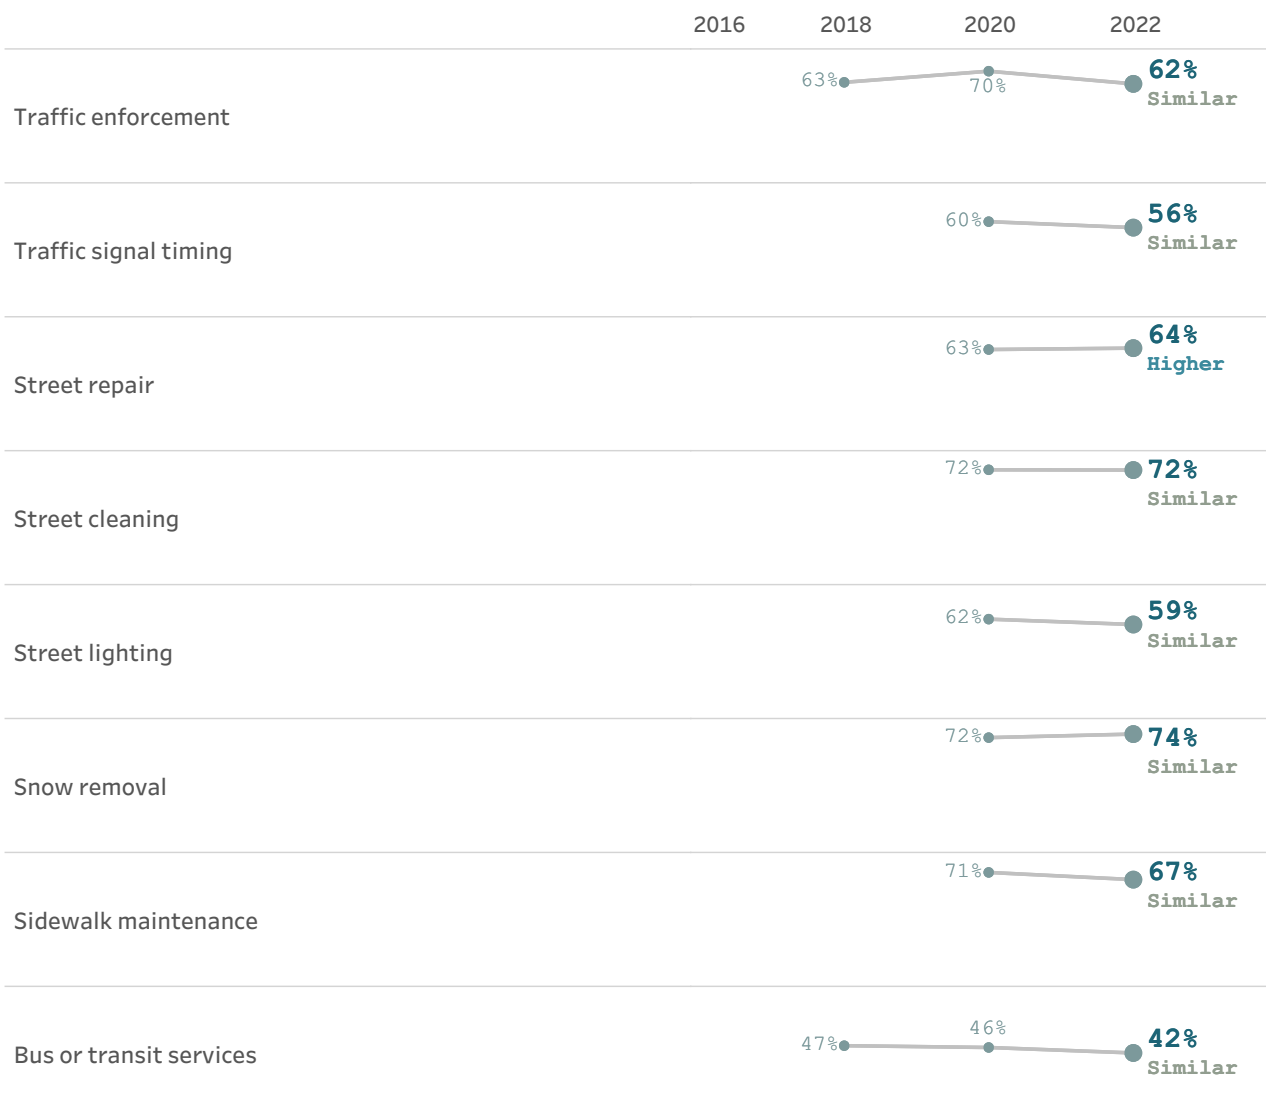 2016 2018 2020 2022
Traffic enforcement
63%
70%
62%
Similar
Traffic signal timing
60%
56%
Similar
Street repair
63%
64%
Higher
Street cleaning
72%
72%
Similar
Street lighting
62%
59%
Similar
Snow removal
72%
74%
Similar
Sidewalk maintenance
71%
67%
Similar
Bus or transit services
47%
46%
42%
Similar